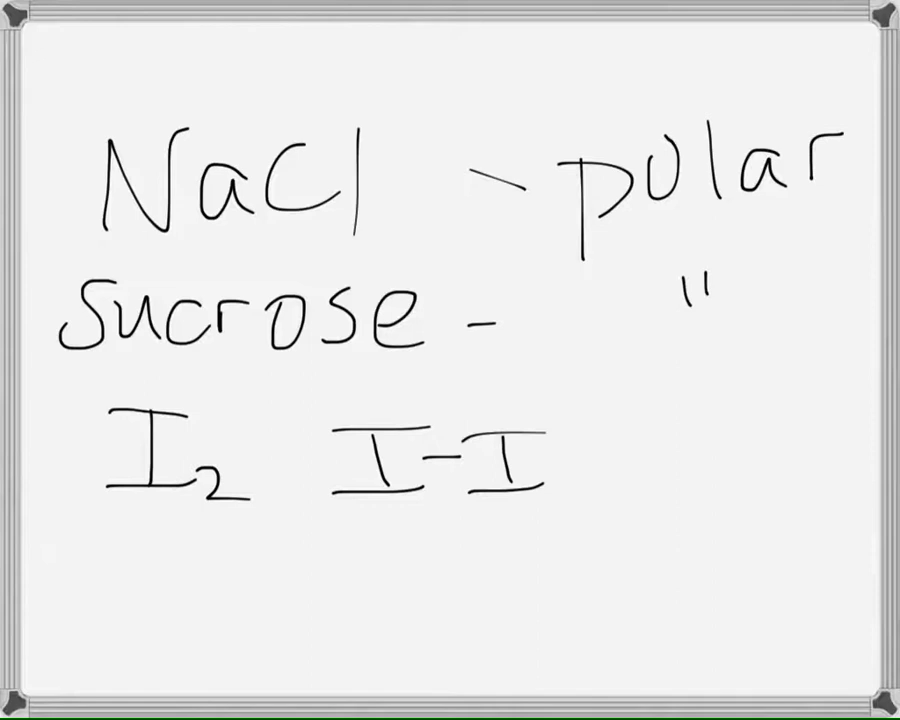 NaCl - polar
Sucrose - "
I₂ I-I